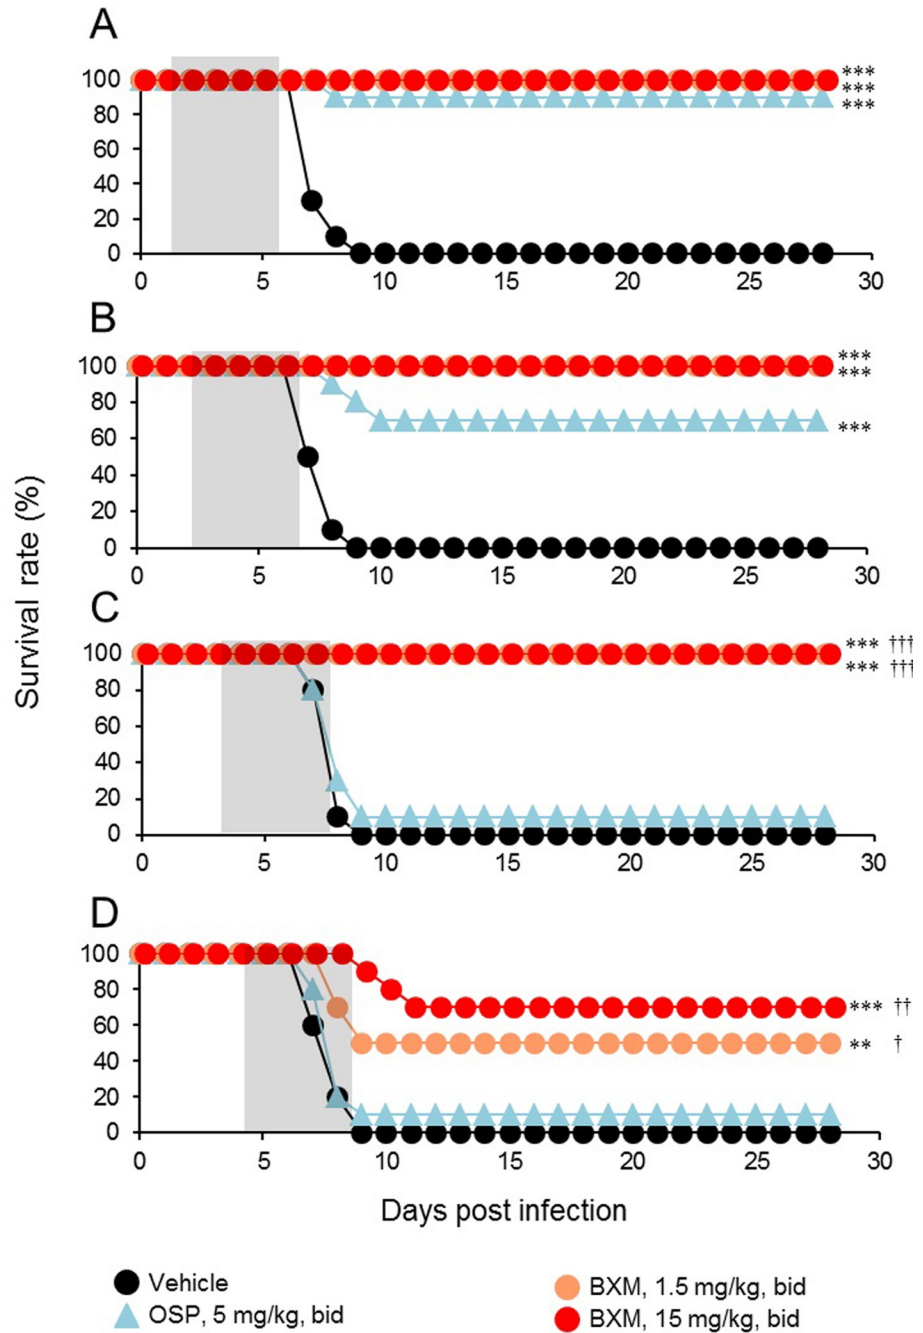 A
100
80
60
40
20
0
0 5 10 15 20 25 30
***
***
***
B
100
80
60
40
20
0
0 5 10 15 20 25 30
***
***
***
C
100
80
60
40
20
0
0 5 10 15 20 25 30
*** †††
*** †††
D
100
80
60
40
20
0
0 5 10 15 20 25 30
*** ††
** †
Survival rate (%)
Days post infection
Vehicle
OSP, 5 mg/kg, bid
BXM, 1.5 mg/kg, bid
BXM, 15 mg/kg, bid